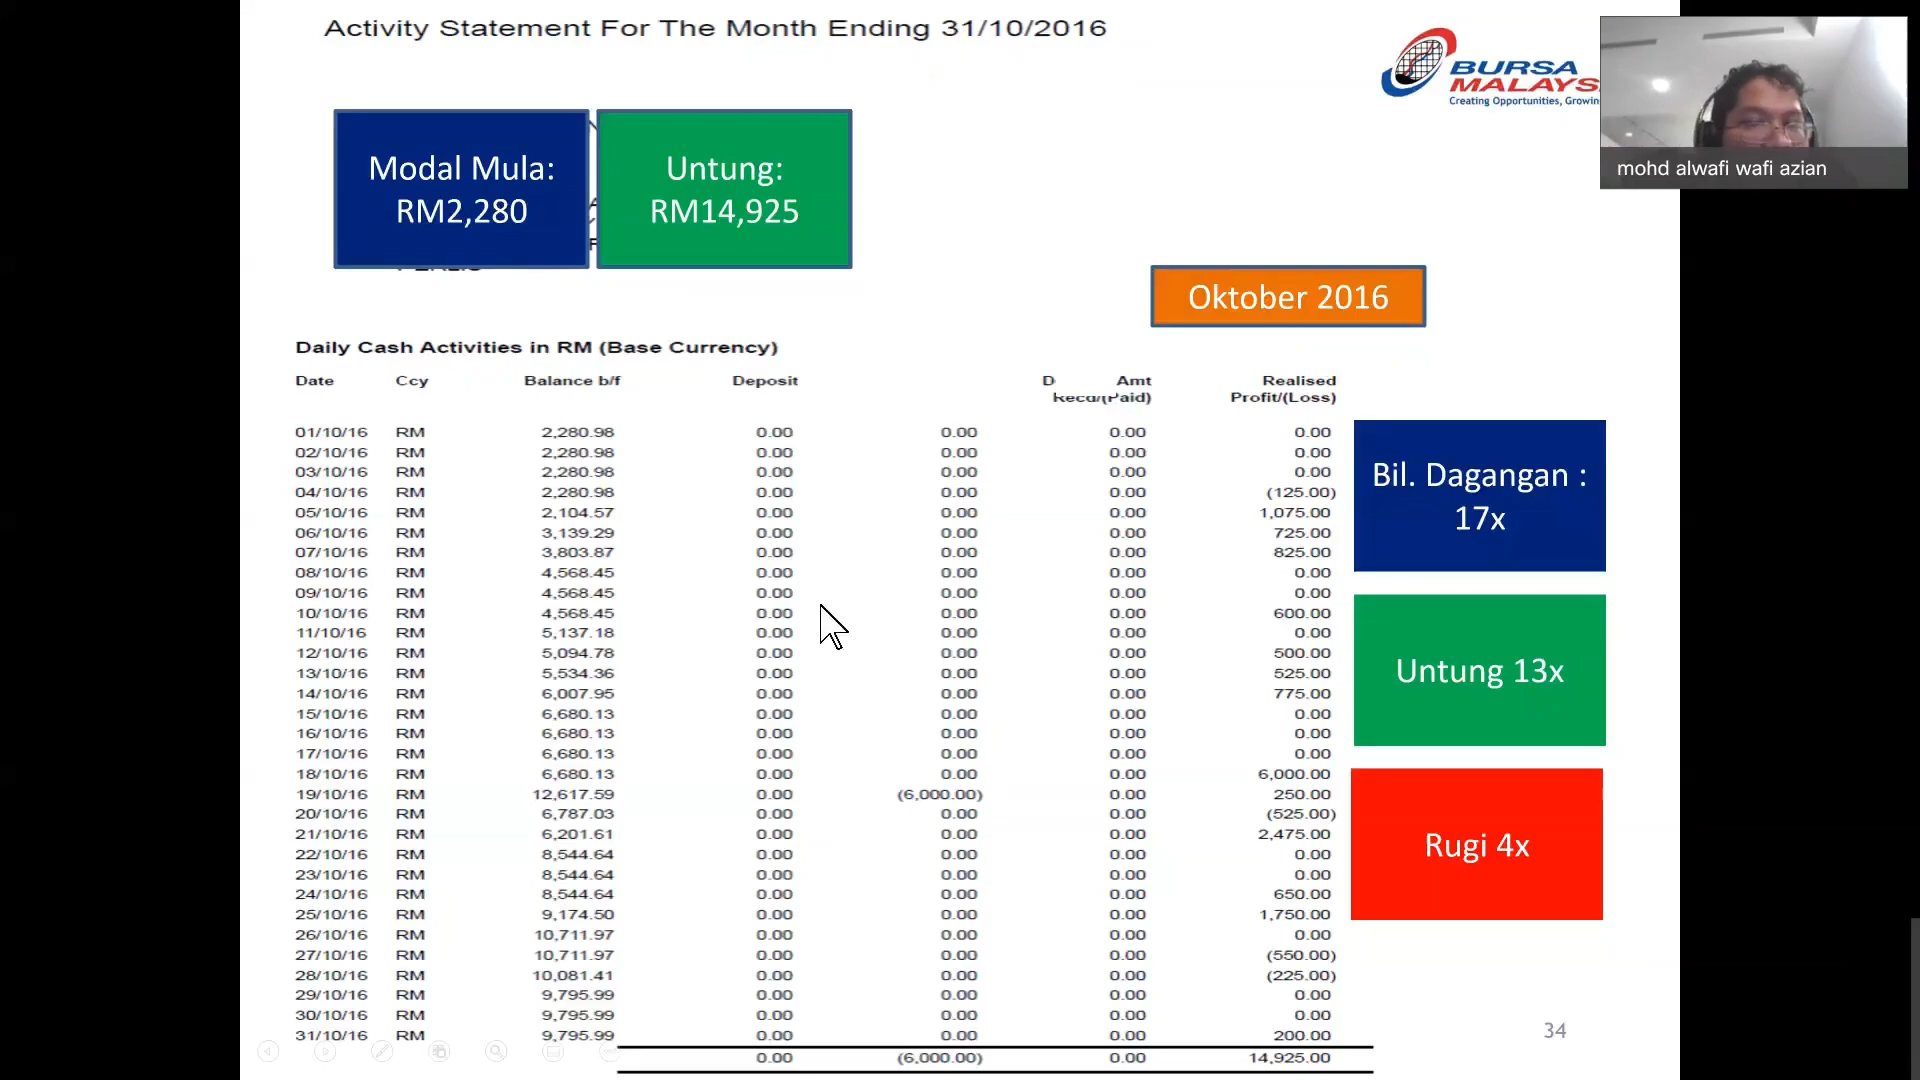 Activity Statement For The Month Ending 31/10/2016
BURSA
MALAYS
Creating Opportunities, Growin
mohd alwafi wafi azian
Modal Mula:
RM2,280
Untung:
RM14,925
Oktober 2016
Daily Cash Activities in RM (Base Currency)
Date Ccy Balance b/f Deposit D Amt Realised
Profit/(Loss)
01/10/16 RM 2,280.98 0.00 0.00 0.00 0.00
02/10/16 RM 2,280.98 0.00 0.00 0.00 0.00
03/10/16 RM 2,280.98 0.00 0.00 0.00 0.00
04/10/16 RM 2,280.98 0.00 0.00 0.00 (125.00)
05/10/16 RM 2,104.57 0.00 0.00 0.00 1,075.00
06/10/16 RM 3,139.29 0.00 0.00 0.00 725.00
07/10/16 RM 3,803.87 0.00 0.00 0.00 825.00
08/10/16 RM 4,568.45 0.00 0.00 0.00 0.00
09/10/16 RM 4,568.45 0.00 0.00 0.00 0.00
10/10/16 RM 4,568.45 0.00 0.00 0.00 600.00
11/10/16 RM 5,137.18 0.00 0.00 0.00 0.00
12/10/16 RM 5,094.78 0.00 0.00 0.00 500.00
13/10/16 RM 5,534.36 0.00 0.00 0.00 525.00
14/10/16 RM 6,007.95 0.00 0.00 0.00 775.00
15/10/16 RM 6,680.13 0.00 0.00 0.00 0.00
16/10/16 RM 6,680.13 0.00 0.00 0.00 0.00
17/10/16 RM 6,680.13 0.00 0.00 0.00 0.00
18/10/16 RM 6,680.13 0.00 0.00 0.00 6,000.00
19/10/16 RM 12,617.59 0.00 (6,000.00) 0.00 250.00
20/10/16 RM 6,787.03 0.00 0.00 0.00 (525.00)
21/10/16 RM 6,201.61 0.00 0.00 0.00 2,475.00
22/10/16 RM 8,544.64 0.00 0.00 0.00 0.00
23/10/16 RM 8,544.64 0.00 0.00 0.00 0.00
24/10/16 RM 8,544.64 0.00 0.00 0.00 650.00
25/10/16 RM 9,174.50 0.00 0.00 0.00 1,750.00
26/10/16 RM 10,711.97 0.00 0.00 0.00 0.00
27/10/16 RM 10,711.97 0.00 0.00 0.00 (550.00)
28/10/16 RM 10,081.41 0.00 0.00 0.00 (225.00)
29/10/16 RM 9,795.99 0.00 0.00 0.00 0.00
30/10/16 RM 9,795.99 0.00 0.00 0.00 0.00
31/10/16 RM 9,795.99 0.00 0.00 0.00 200.00
0.00 (6,000.00) 0.00 14,925.00
Bil. Dagangan :
17x
Untung 13x
Rugi 4x
34